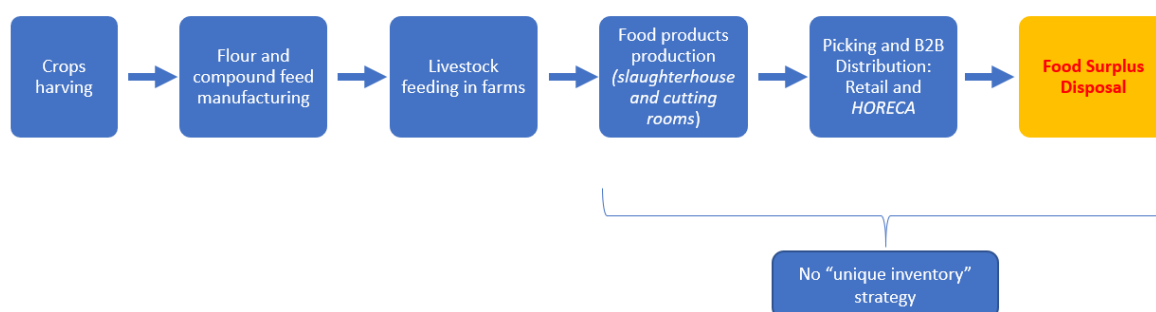 Crops
harving
Flour and
compound feed
manufacturing
Livestock
feeding in farms
Food products
production
(slaughterhouse
and cutting
rooms)
Picking and B2B
Distribution:
Retail and
HORECA
Food Surplus
Disposal
No “unique inventory”
strategy